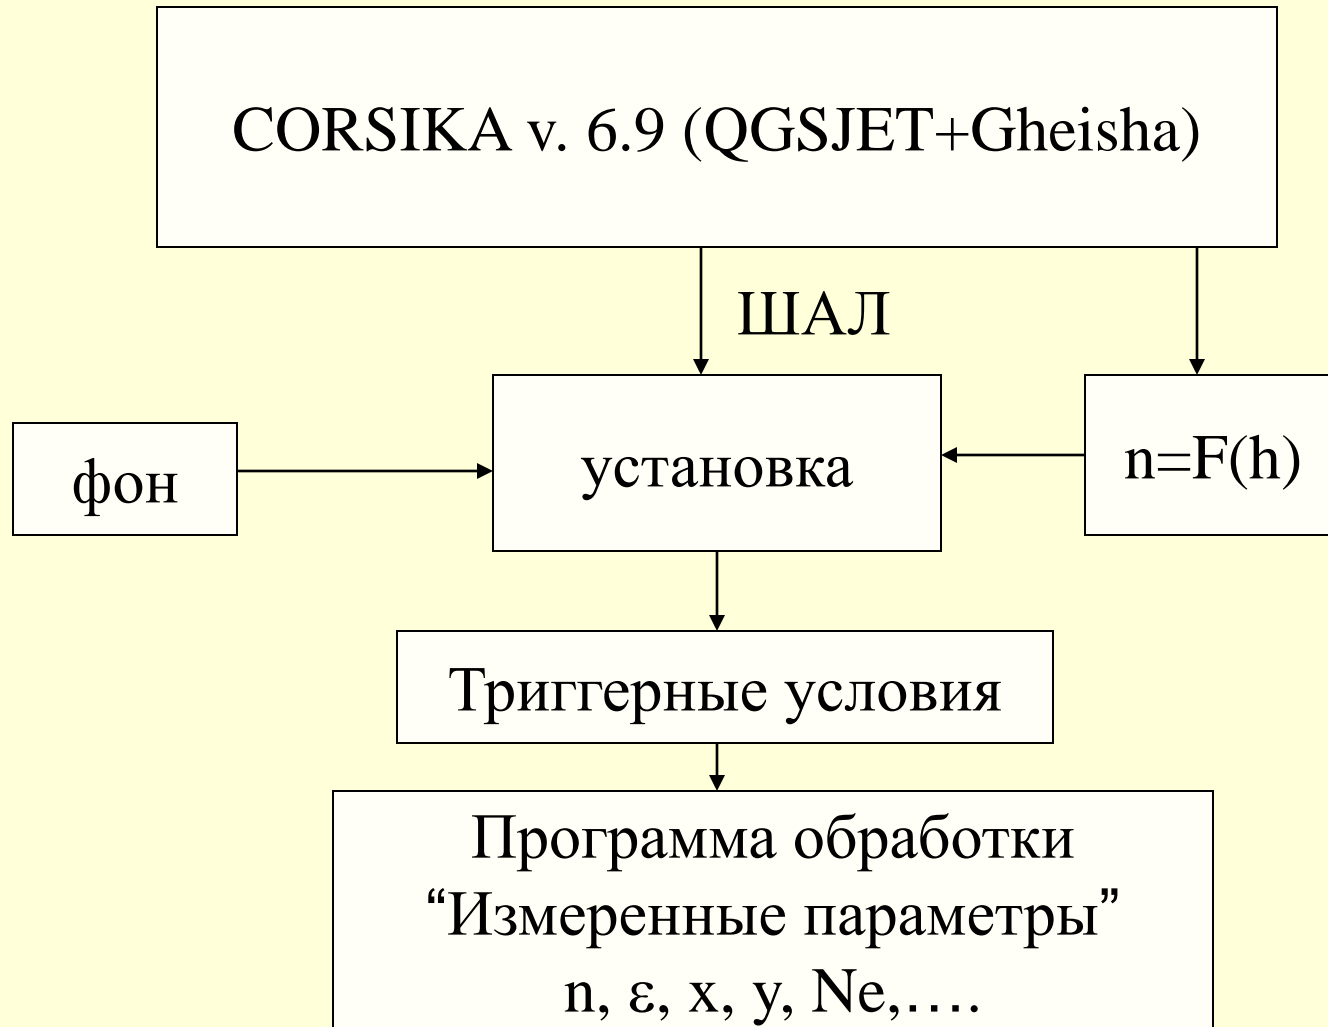 CORSIKA v. 6.9 (QGSJET+Gheisha)
ШАЛ
фон
установка
n=F(h)
Триггерные условия
Программа обработки
“Измеренные параметры”
n, ε, x, y, Ne,….